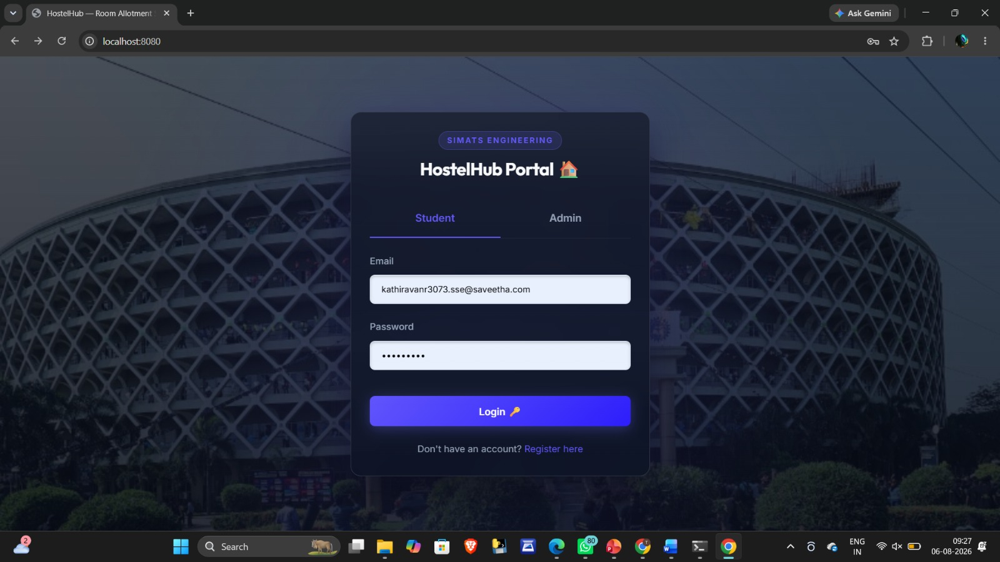 HostelHub — Room Allotment
Ask Gemini
localhost:8080
SIMATS ENGINEERING
HostelHub Portal
Student
Admin
Email
kathiravanr3073.sse@saveetha.com
Password
•••••••••
Login
Don't have an account? Register here
2
Search
80
ENG
IN
09:27
06-08-2026